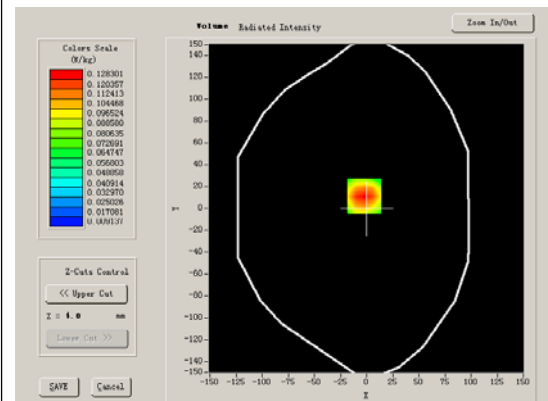 Volume Radiated Intensity
Zoom In/Out
Colors Scale
(W/kg)
0.128301
0.120357
0.112413
0.104468
0.096524
0.088580
0.080635
0.072691
0.064747
0.056803
0.048858
0.040914
0.032970
0.025026
0.017081
0.009137
Z-Cuts Control
<< Upper Cut
Z = 4.0 mm
Lower Cut >>
SAVE Cancel
150
140
120
100
80
60
40
20
0
-20
-40
-60
-80
-100
-120
-140
-150
Y
-150 -125 -100 -75 -50 -25 0 25 50 75 100 125 150
X